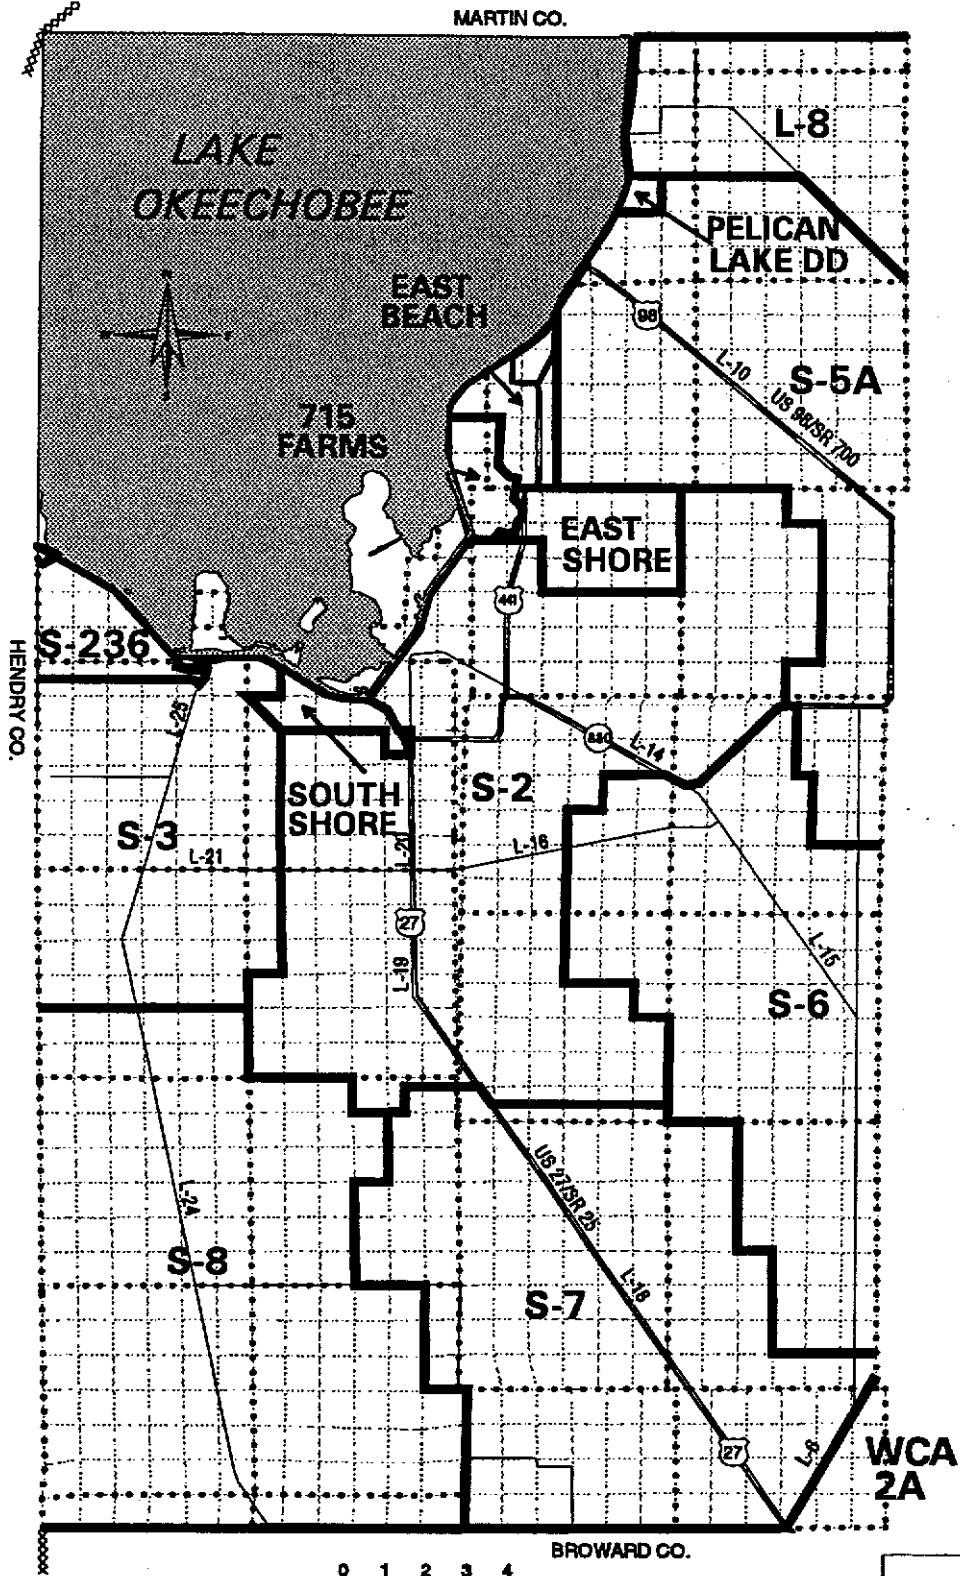 MARTIN CO.
LAKE
OKEECHOBEE
L-8
PELICAN
LAKE DD
EAST
BEACH
98
L-10
S-5A
US 98/SR 700
715
FARMS
EAST
SHORE
441
S-236
HENDRY CO.
L-25
880
L-14
S-2
SOUTH
SHORE
S-3
L-21
L-20
L-16
27
L-19
L-15
S-6
US 27/SR 25
L-24
S-8
L-18
S-7
27
L-6
WCA
2A
BROWARD CO.
0 1 2 3 4